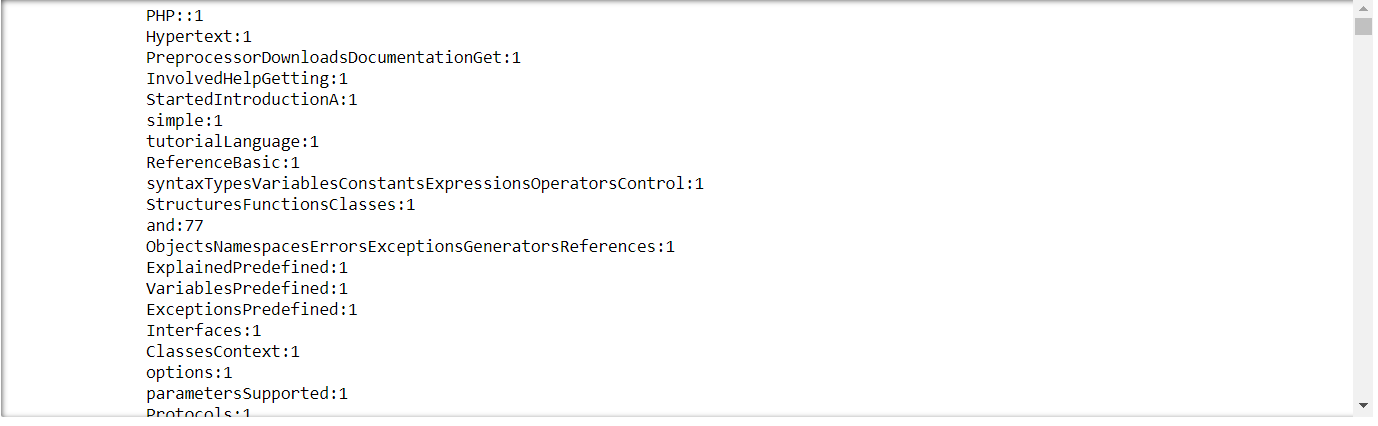 PHP::1
Hypertext:1
PreprocessorDownloadsDocumentationGet:1
InvolvedHelpGetting:1
StartedIntroductionA:1
simple:1
tutorialLanguage:1
ReferenceBasic:1
syntaxTypesVariablesConstantsExpressionsOperatorsControl:1
StructuresFunctionsClasses:1
and:77
ObjectsNamespacesErrorsExceptionsGeneratorsReferences:1
ExplainedPredefined:1
VariablesPredefined:1
ExceptionsPredefined:1
Interfaces:1
ClassesContext:1
options:1
parametersSupported:1
Protocols:1